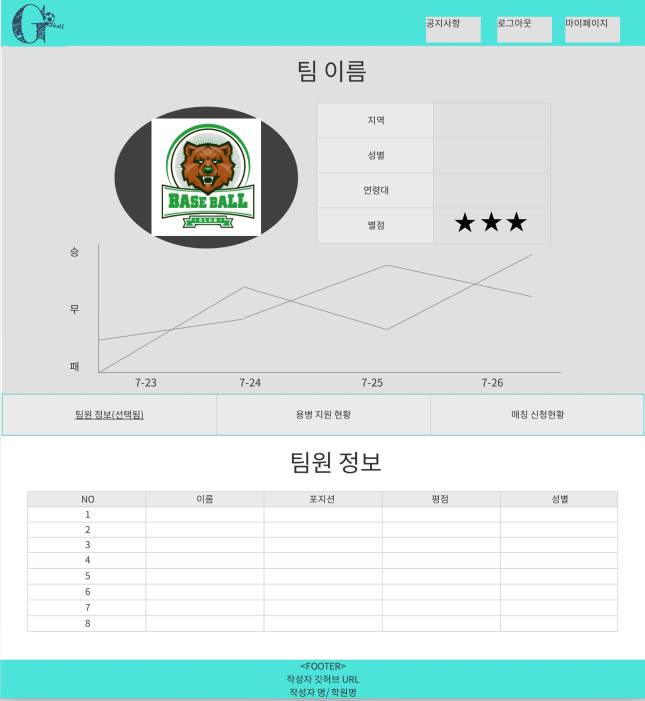 G
공지사항 로그아웃 마이페이지
팀 이름
BASEBALL
CLUB
지역
성별
연령대
별점 ★★★
승
무
패
7-23 7-24 7-25 7-26
팀원 정보(선택됨) 용병 지원 현황 매칭 신청현황
팀원 정보
NO 이름 포지션 평점 성별
1
2
3
4
5
6
7
8
<FOOTER>
작성자 깃허브 URL
작성자 명/ 학원명